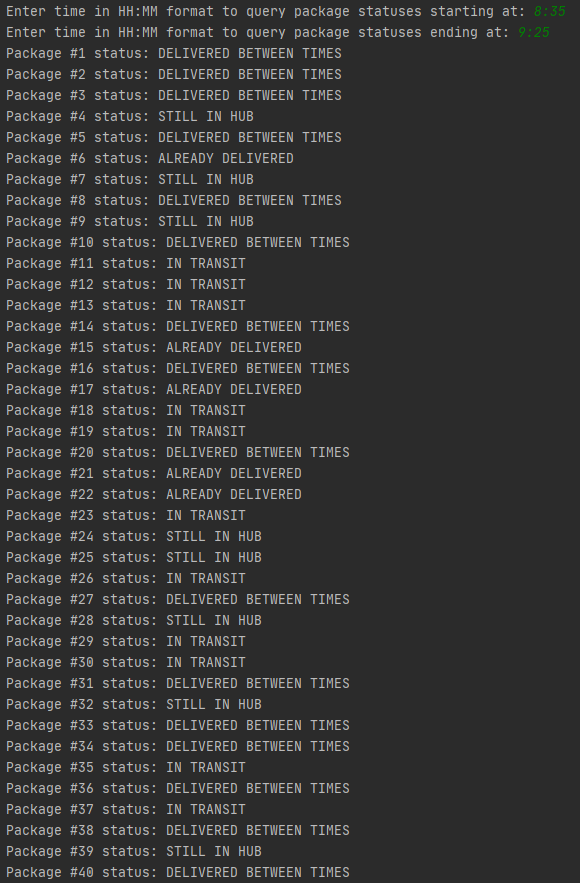 Enter time in HH:MM format to query package statuses starting at: 8:35
Enter time in HH:MM format to query package statuses ending at: 9:25
Package #1 status: DELIVERED BETWEEN TIMES
Package #2 status: DELIVERED BETWEEN TIMES
Package #3 status: DELIVERED BETWEEN TIMES
Package #4 status: STILL IN HUB
Package #5 status: DELIVERED BETWEEN TIMES
Package #6 status: ALREADY DELIVERED
Package #7 status: STILL IN HUB
Package #8 status: DELIVERED BETWEEN TIMES
Package #9 status: STILL IN HUB
Package #10 status: DELIVERED BETWEEN TIMES
Package #11 status: IN TRANSIT
Package #12 status: IN TRANSIT
Package #13 status: IN TRANSIT
Package #14 status: DELIVERED BETWEEN TIMES
Package #15 status: ALREADY DELIVERED
Package #16 status: DELIVERED BETWEEN TIMES
Package #17 status: ALREADY DELIVERED
Package #18 status: IN TRANSIT
Package #19 status: IN TRANSIT
Package #20 status: DELIVERED BETWEEN TIMES
Package #21 status: ALREADY DELIVERED
Package #22 status: ALREADY DELIVERED
Package #23 status: IN TRANSIT
Package #24 status: STILL IN HUB
Package #25 status: STILL IN HUB
Package #26 status: IN TRANSIT
Package #27 status: DELIVERED BETWEEN TIMES
Package #28 status: STILL IN HUB
Package #29 status: IN TRANSIT
Package #30 status: IN TRANSIT
Package #31 status: DELIVERED BETWEEN TIMES
Package #32 status: STILL IN HUB
Package #33 status: DELIVERED BETWEEN TIMES
Package #34 status: DELIVERED BETWEEN TIMES
Package #35 status: IN TRANSIT
Package #36 status: DELIVERED BETWEEN TIMES
Package #37 status: IN TRANSIT
Package #38 status: DELIVERED BETWEEN TIMES
Package #39 status: STILL IN HUB
Package #40 status: DELIVERED BETWEEN TIMES